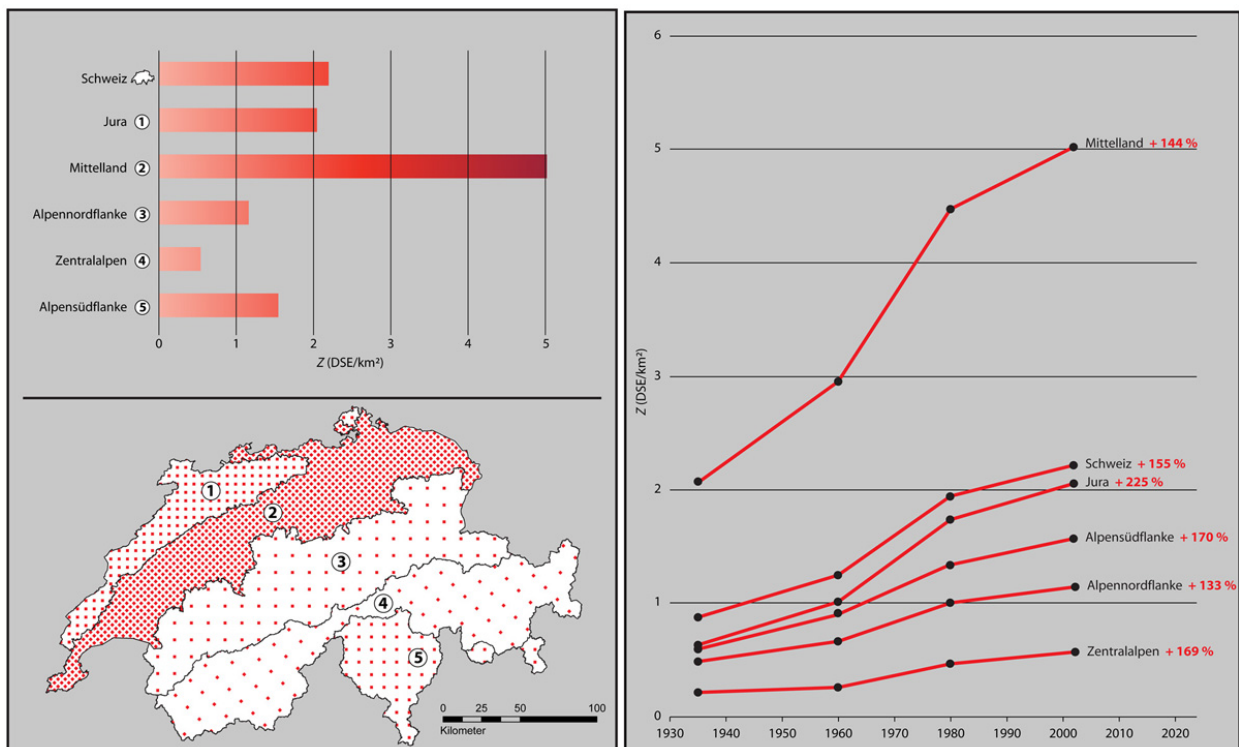 Schweiz
Jura 1
Mittelland 2
Alpennordflanke 3
Zentralalpen 4
Alpensüdflanke 5
0 1 2 3 4 5
Z (DSE/km²)
1
2
3
4
5
0 25 50 100
Kilometer
6
5
4
3
2
1
0
Z (DSE/km²)
Mittelland + 144 %
Schweiz + 155 %
Jura + 225 %
Alpensüdflanke + 170 %
Alpennordflanke + 133 %
Zentralalpen + 169 %
1930 1940 1950 1960 1970 1980 1990 2000 2010 2020